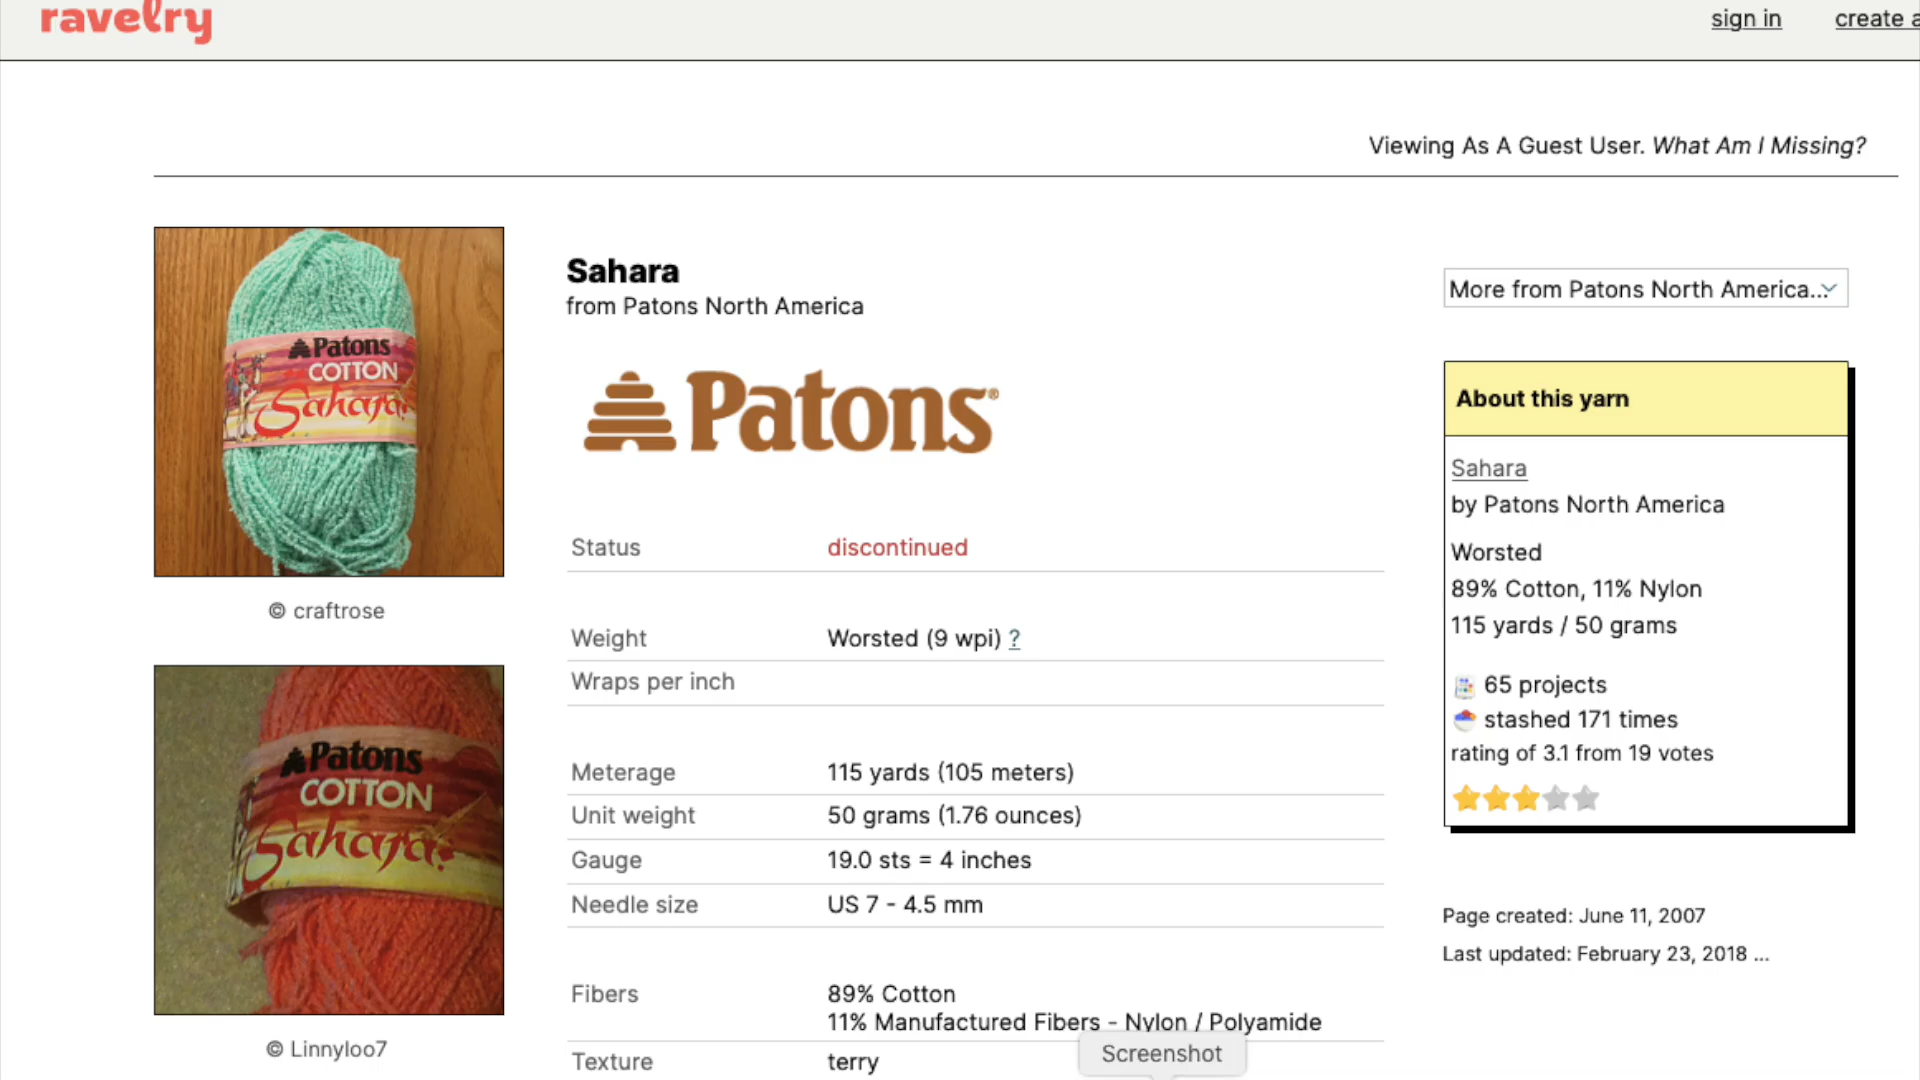 ravelry
sign in
create a
Viewing As A Guest User. What Am I Missing?
Patons
COTTON
Sahara
© craftrose
Patons
COTTON
Sahara
© Linnyloo7
Sahara
from Patons North America
Patons®
Status discontinued
Weight Worsted (9 wpi) ?
Wraps per inch
Meterage 115 yards (105 meters)
Unit weight 50 grams (1.76 ounces)
Gauge 19.0 sts = 4 inches
Needle size US 7 - 4.5 mm
Fibers 89% Cotton
11% Manufactured Fibers - Nylon / Polyamide
Texture terry
Screenshot
More from Patons North America...
About this yarn
Sahara
by Patons North America
Worsted
89% Cotton, 11% Nylon
115 yards / 50 grams
65 projects
stashed 171 times
rating of 3.1 from 19 votes
Page created: June 11, 2007
Last updated: February 23, 2018 ...